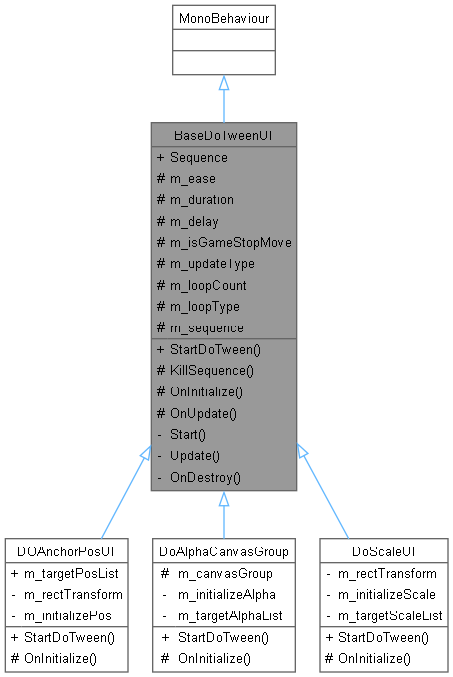 MonoBehaviour
BaseDoTweenUI
+ Sequence
# m_ease
# m_duration
# m_delay
# m_isGameStopMove
# m_updateType
# m_loopCount
# m_loopType
# m_sequence
+ StartDoTween()
# KillSequence()
# OnInitialize()
# OnUpdate()
- Start()
- Update()
- OnDestroy()
DOAnchorPosUI
+ m_targetPosList
- m_rectTransform
- m_initializePos
+ StartDoTween()
# OnInitialize()
DoAlphaCanvasGroup
# m_canvasGroup
- m_initializeAlpha
- m_targetAlphaList
+ StartDoTween()
# OnInitialize()
DoScaleUI
- m_rectTransform
- m_initializeScale
- m_targetScaleList
+ StartDoTween()
# OnInitialize()